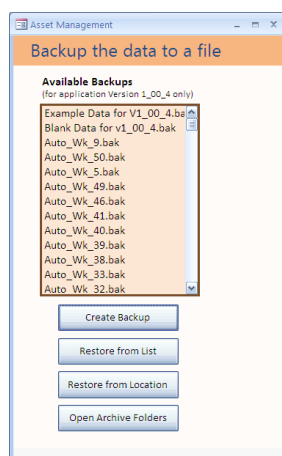 Asset Management
Backup the data to a file
Available Backups
(for application Version 1_00_4 only)
Example Data for V1_00_4.ba
Blank Data for v1_00_4.bak
Auto_Wk_9.bak
Auto_Wk_50.bak
Auto_Wk_5.bak
Auto_Wk_49.bak
Auto_Wk_46.bak
Auto_Wk_41.bak
Auto_Wk_40.bak
Auto_Wk_39.bak
Auto_Wk_38.bak
Auto_Wk_33.bak
Auto_Wk_32.bak
Create Backup
Restore from List
Restore from Location
Open Archive Folders